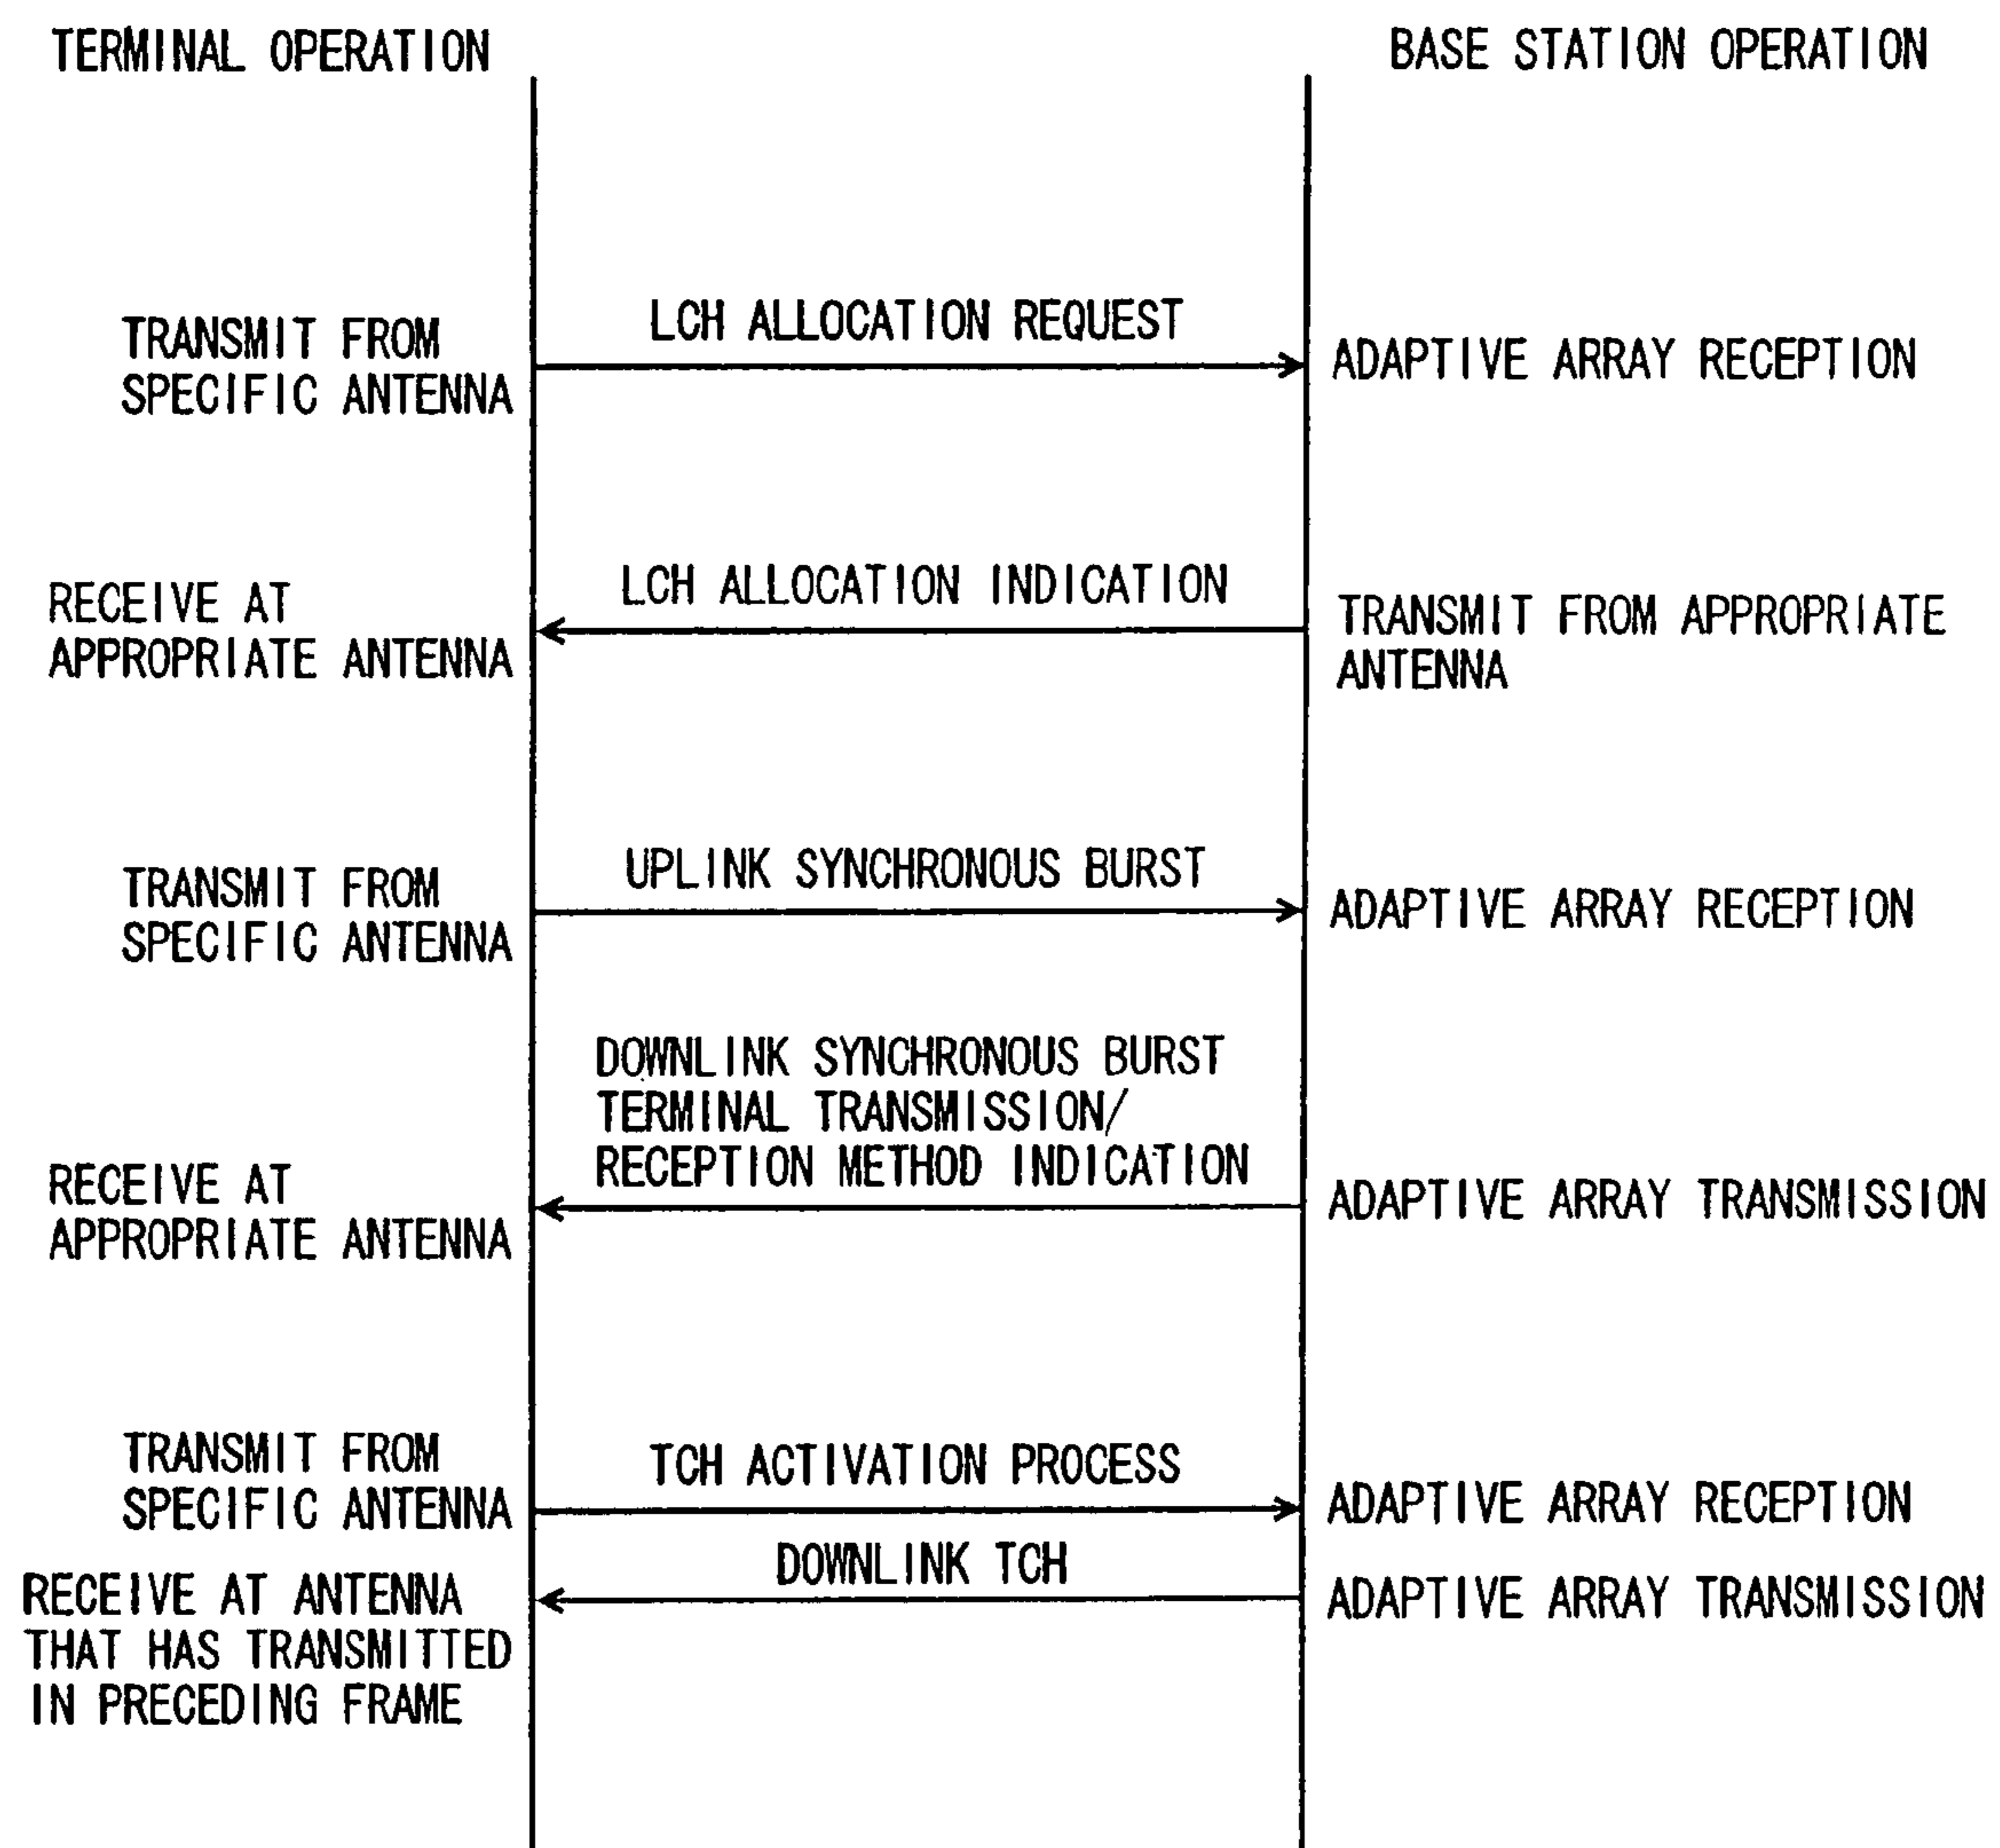 TERMINAL OPERATION
BASE STATION OPERATION
TRANSMIT FROM
SPECIFIC ANTENNA
LCH ALLOCATION REQUEST
ADAPTIVE ARRAY RECEPTION
RECEIVE AT
APPROPRIATE ANTENNA
LCH ALLOCATION INDICATION
TRANSMIT FROM APPROPRIATE
ANTENNA
TRANSMIT FROM
SPECIFIC ANTENNA
UPLINK SYNCHRONOUS BURST
ADAPTIVE ARRAY RECEPTION
DOWNLINK SYNCHRONOUS BURST
TERMINAL TRANSMISSION/
RECEPTION METHOD INDICATION
RECEIVE AT
APPROPRIATE ANTENNA
ADAPTIVE ARRAY TRANSMISSION
TRANSMIT FROM
SPECIFIC ANTENNA
TCH ACTIVATION PROCESS
ADAPTIVE ARRAY RECEPTION
DOWNLINK TCH
RECEIVE AT ANTENNA
THAT HAS TRANSMITTED
IN PRECEDING FRAME
ADAPTIVE ARRAY TRANSMISSION